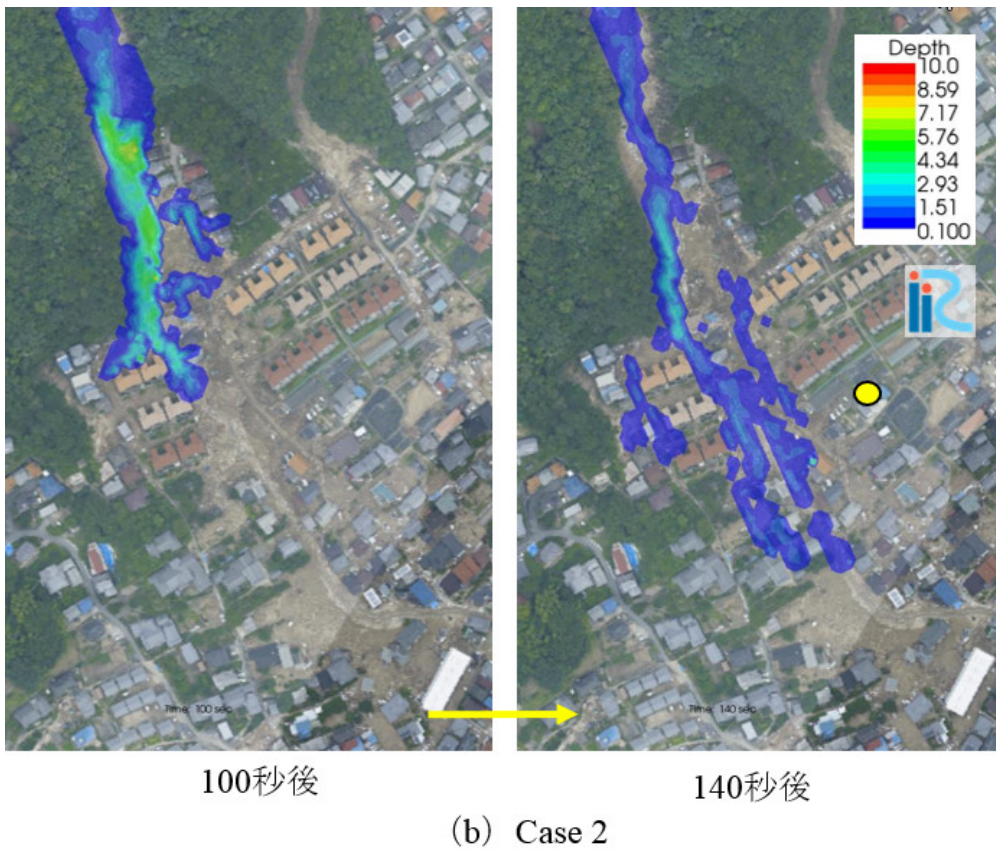 Depth
10.0
8.59
7.17
5.76
4.34
2.93
1.51
0.100
iRIC
Time: 100 sec
Time: 140 sec
100秒後
140秒後
(b) Case 2